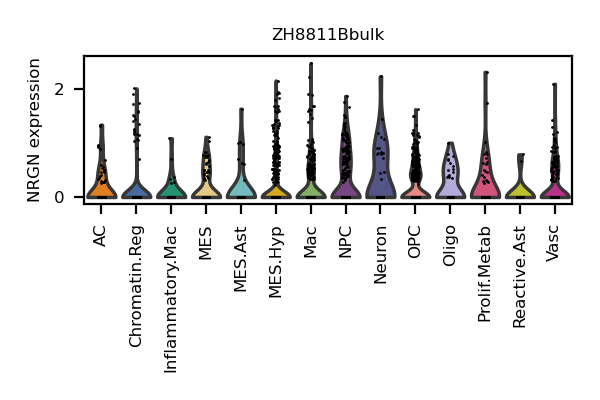 ZH8811Bbulk
NRGN expression
2
0
AC
Chromatin.Reg
Inflammatory.Mac
MES
MES.Ast
MES.Hyp
Mac
NPC
Neuron
OPC
Oligo
Prolif.Metab
Reactive.Ast
Vasc